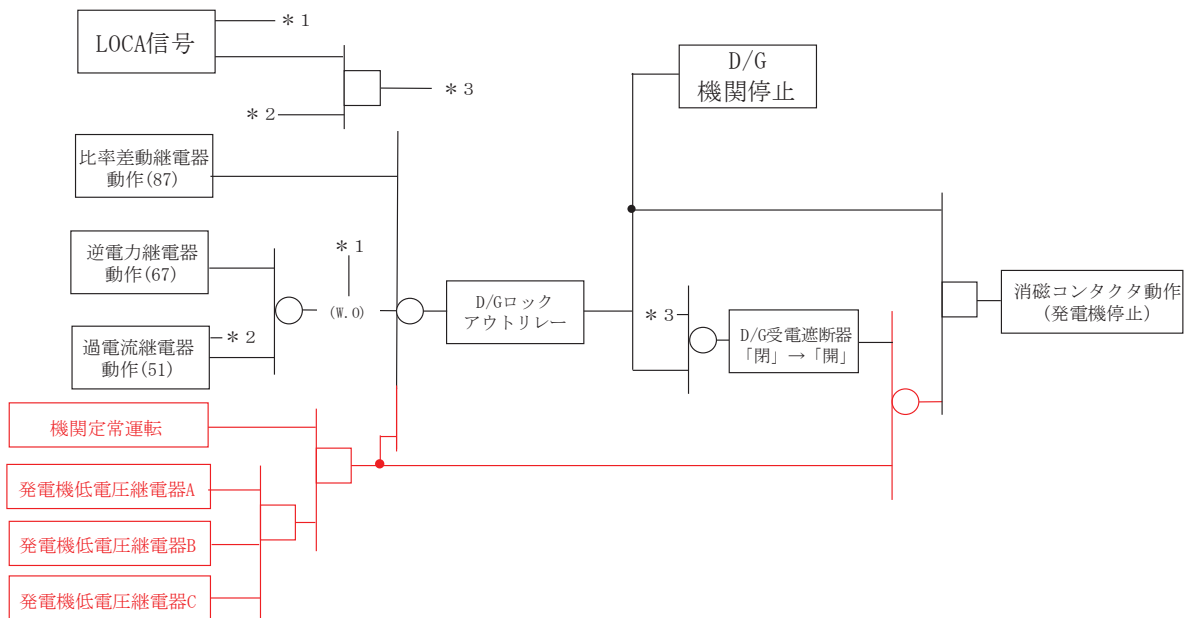 LOCA信号
＊1
＊2
＊3
D/G
機関停止
比率差動継電器
動作(87)
逆電力継電器
動作(67)
＊1
(W.O)
過電流継電器
動作(51)
＊2
D/Gロック
アウトリレー
＊3
D/G受電遮断器
「閉」→「開」
消磁コンタクタ動作
(発電機停止)
機関定常運転
発電機低電圧継電器A
発電機低電圧継電器B
発電機低電圧継電器C